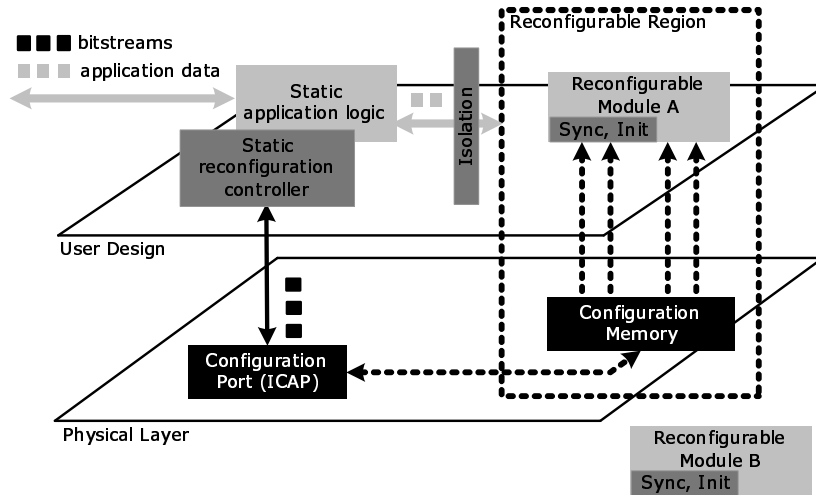 Reconfigurable Region
bitstreams
application data
Static
application logic
Isolation
Reconfigurable
Module A
Sync, Init
Static
reconfiguration
controller
User Design
Configuration
Memory
Configuration
Port (ICAP)
Physical Layer
Reconfigurable
Module B
Sync, Init